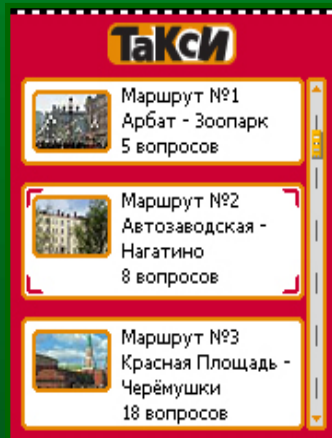 ТаКсИ
Маршрут №1
Арбат - Зоопарк
5 вопросов
Маршрут №2
Автозаводская -
Нагатино
8 вопросов
Маршрут №3
Красная Площадь -
Черёмушки
18 вопросов